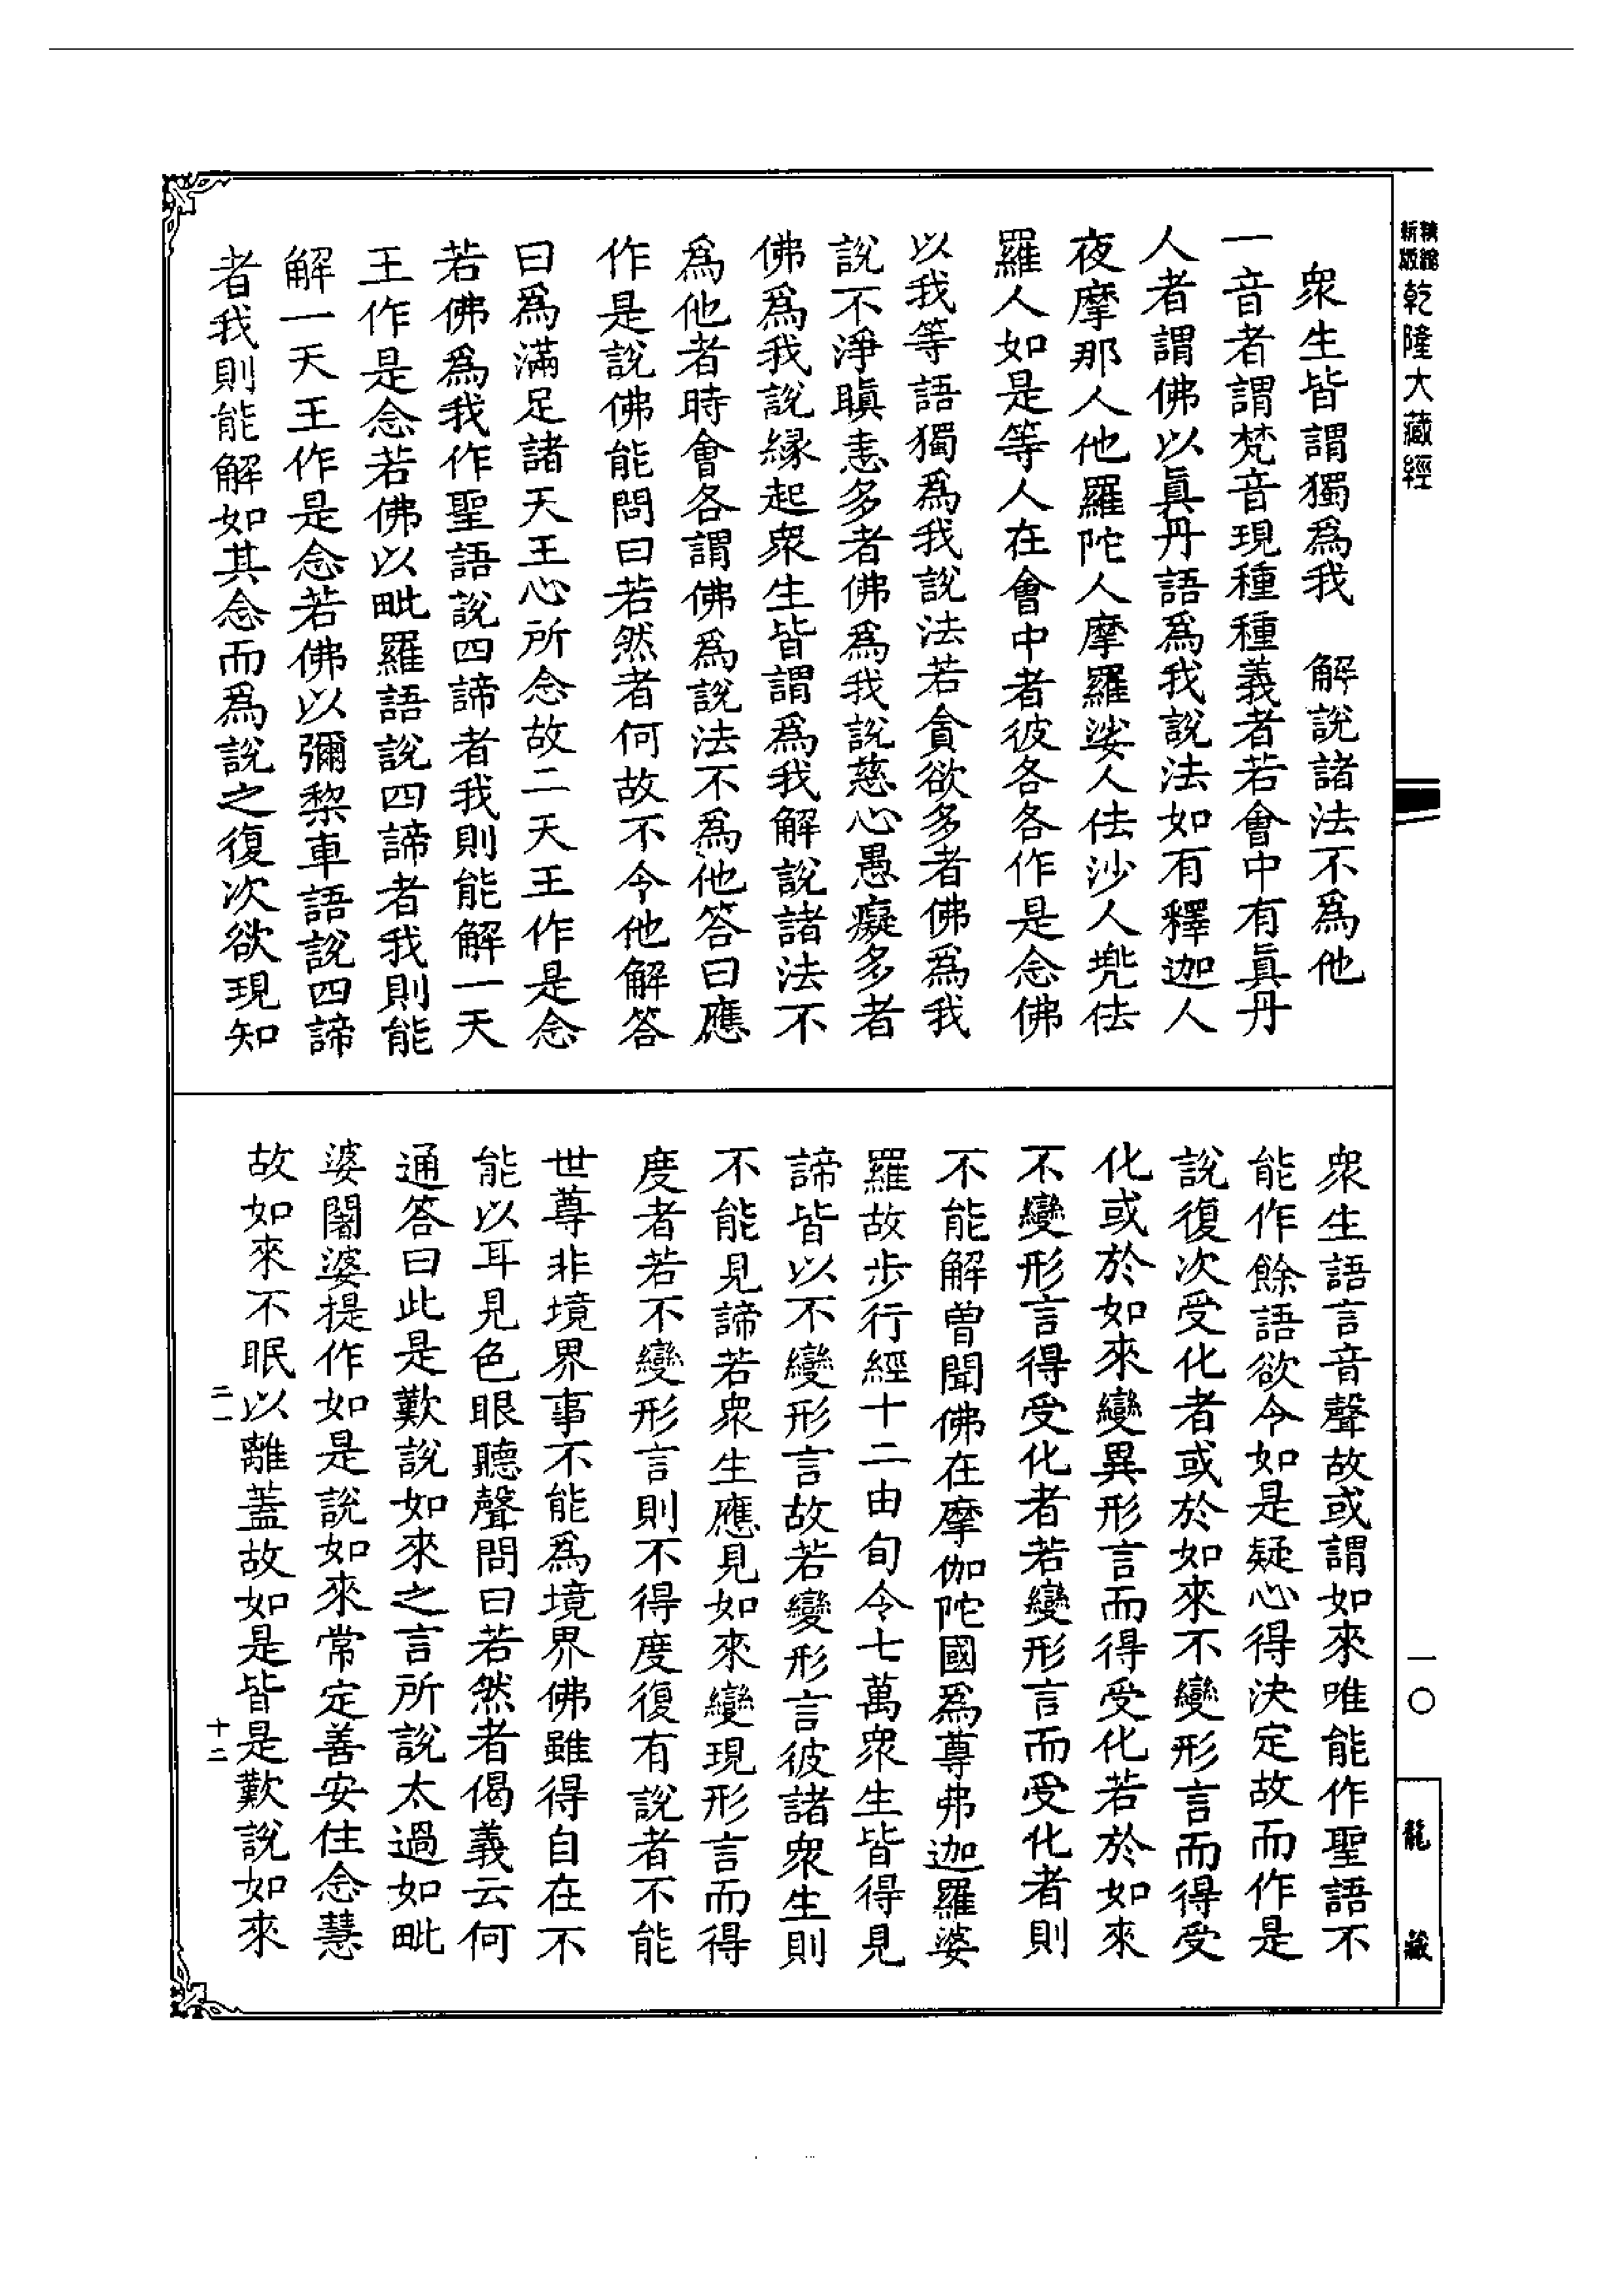 精縮
新版
乾隆大藏經
一〇
龍藏
眾生皆謂獨爲我　解說諸法不爲他
一音者謂梵音現種種義者若會中有真丹
人者謂佛以真丹語爲我說法如有釋迦人
夜摩那人他羅陀人摩羅娑人佉沙人兜佉
羅人如是等人在會中者彼各各作是念佛
以我等語獨爲我說法若貪欲多者佛爲我
說不淨瞋恚多者佛爲我說慈心愚癡多者
佛爲我說緣起眾生皆謂爲我解說諸法不
爲他者時會各謂佛爲說法不爲他答曰應
作是說佛能問曰若然者何故不令他解答
曰爲滿足諸天王心所念故二天王作是念
若佛爲我作聖語說四諦者我則能解一天
王作是念若佛以毗羅語說四諦者我則能
解一天王作是念若佛以彌黎車語說四諦
者我則能解如其念而爲說之復次欲現知
眾生語言音聲故或謂如來唯能作聖語不
能作餘語欲令如是疑心得決定故而作是
說復次受化者或於如來不變形言而得受
化或於如來變異形言而得受化若於如來
不變形言得受化者若變形言而受化者則
不能解曾聞佛在摩伽陀國爲尊弗迦羅婆
羅故步行經十二由旬令七萬眾生皆得見
諦皆以不變形言故若變形言彼諸眾生則
不能見諦若眾生應見如來變現形言而得
度者若不變形言則不得度復有說者不能
世尊非境界事不能爲境界佛雖得自在不
能以耳見色眼聽聲問曰若然者偈義云何
通答曰此是歎說如來之言所說太過如毗
婆闍婆提作如是說如來常定善安住念慧
故如來不眠以離蓋故如是皆是歎說如來
二一
十二